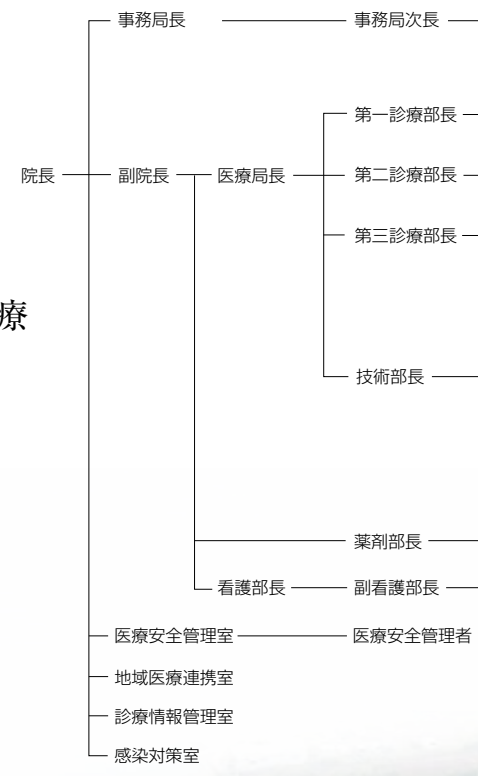 事務局長 事務局次長
第一診療部長
院長 副院長 医療局長 第二診療部長
第三診療部長
療
技術部長
薬剤部長
看護部長 副看護部長
医療安全管理室 医療安全管理者
地域医療連携室
診療情報管理室
感染対策室